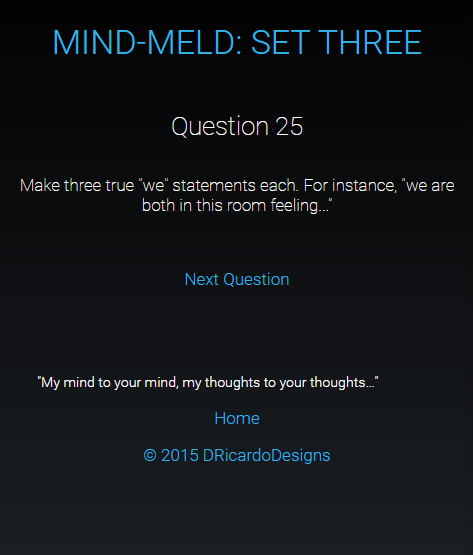 MIND-MELD: SET THREE
Question 25
Make three true "we" statements each. For instance, "we are
both in this room feeling..."
Next Question
"My mind to your mind, my thoughts to your thoughts..."
Home
© 2015 DRicardoDesigns